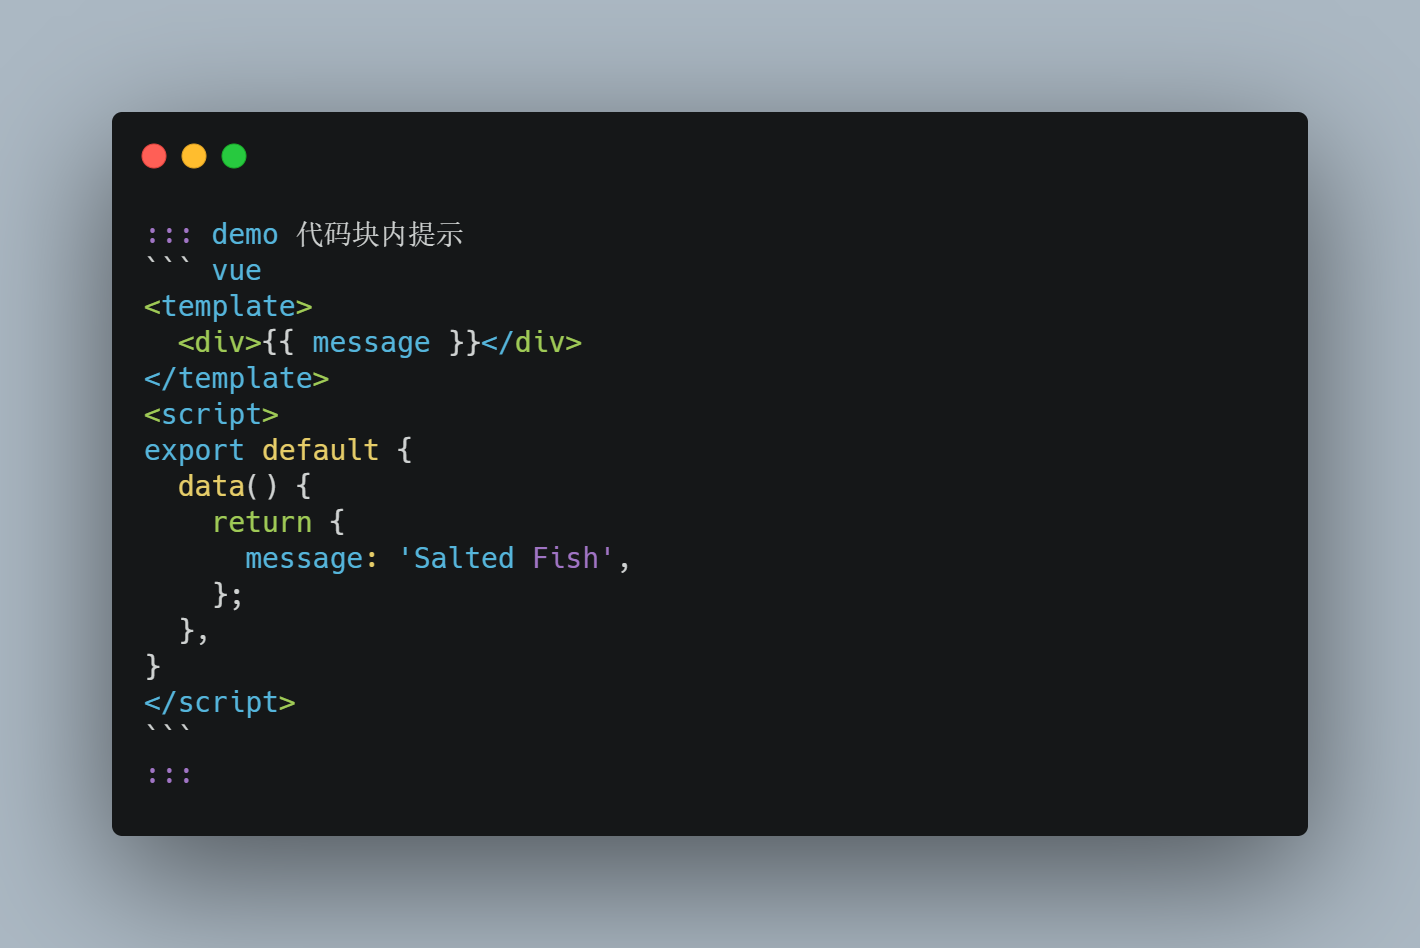 ::: demo 代码块内提示
``` vue
<template>
  <div>{{ message }}</div>
</template>
<script>
export default {
  data() {
    return {
      message: 'Salted Fish',
    };
  },
}
</script>
```
:::